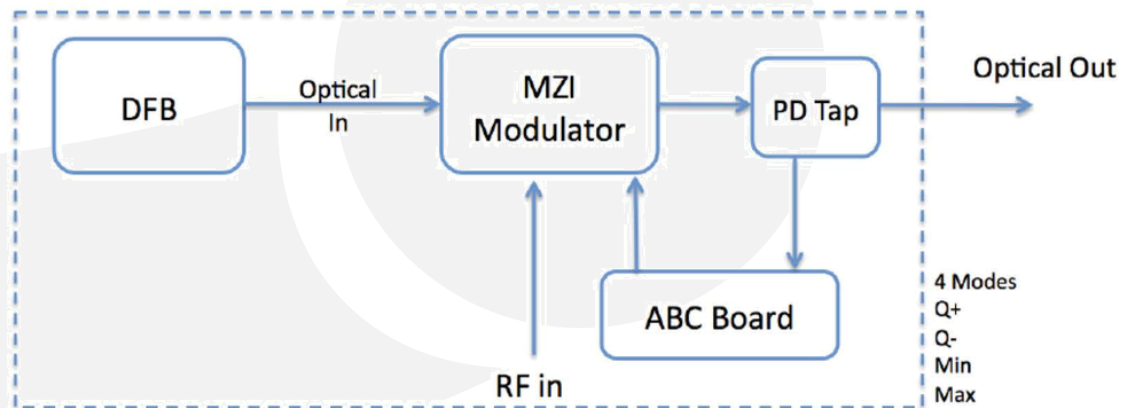 DFB
Optical
In
MZI
Modulator
PD Tap
Optical Out
ABC Board
RF in
4 Modes
Q+
Q-
Min
Max